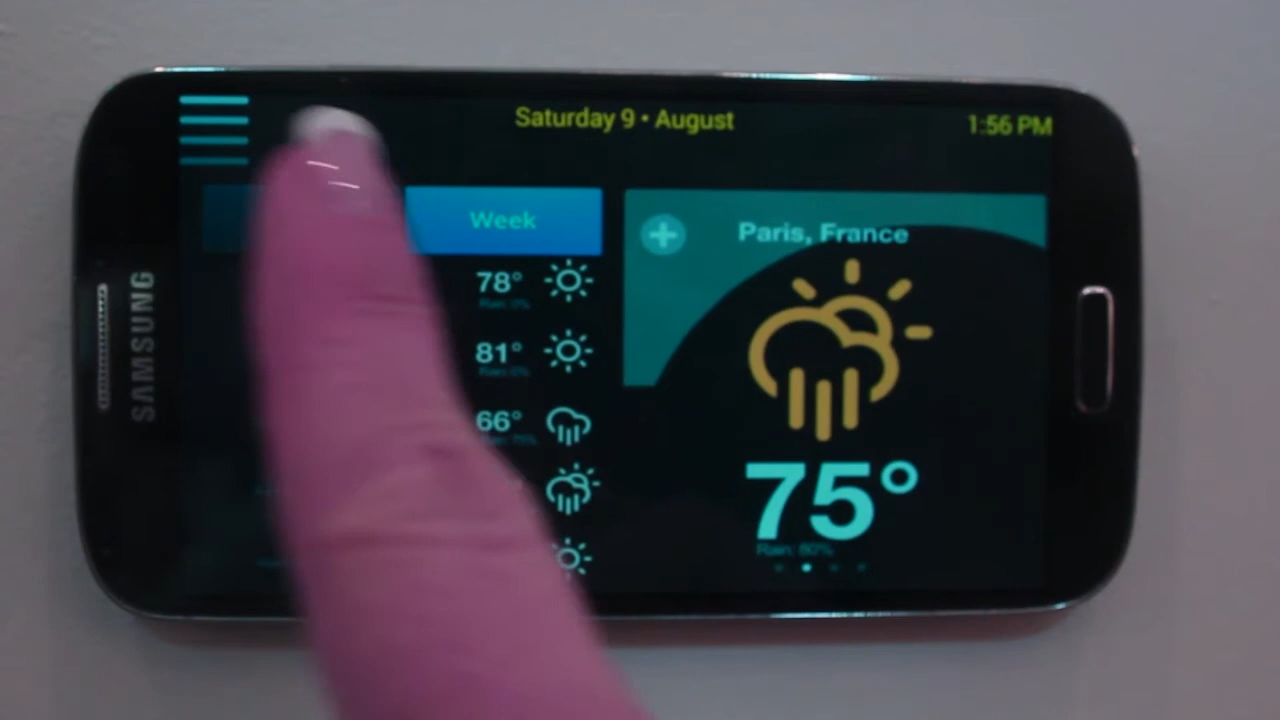 Saturday 9 • August
1:56 PM
Week
Paris, France
78°
Rain: 0%
81°
Rain: 0%
66°
75°
Rain: 80%
SAMSUNG